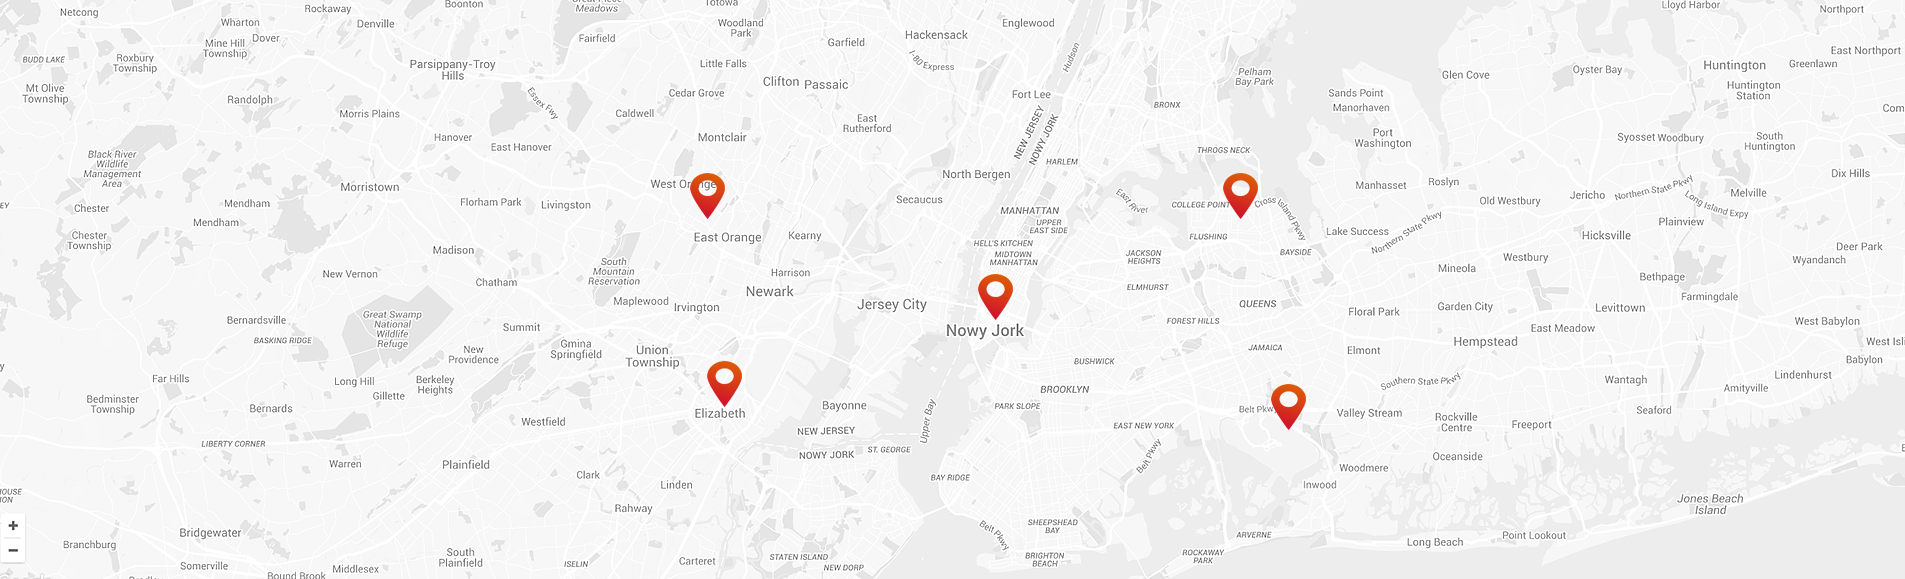 Netcong
Rockaway
Boonton
Great Piece
Meadows
Totowa
Lloyd Harbor
Northport
Wharton
Denville
Woodland
Park
Englewood
Dover
Mine Hill
Township
Fairfield
Garfield
Hackensack
East Northport
BUDD LAKE
Roxbury
Township
Parsippany-Troy
Hills
Little Falls
I-80 Express
Hudson
Pelham
Bay Park
Glen Cove
Oyster Bay
Huntington
Greenlawn
Mt Olive
Township
Randolph
Essex Fwy
Cedar Grove
Clifton
Passaic
Fort Lee
BRONX
Sands Point
Manorhaven
Huntington
Station
Com
Morris Plains
Caldwell
East
Rutherford
NEW JERSEY
NOWY JORK
Port
Washington
Hanover
East Hanover
Montclair
Syosset
Woodbury
South
Huntington
Black River
Wildlife
Management
Area
HARLEM
THROGS NECK
Morristown
West Orange
North Bergen
Manhasset
Roslyn
Jericho
Northern State Pkwy
Melville
Dix Hills
Chester
Mendham
Mendham
Florham Park
Livingston
Secaucus
East River
COLLEGE POINT
Cross Island Pkwy
Old Westbury
Long Island Expy
Plainview
MANHATTAN
UPPER
EAST SIDE
Chester
Township
Madison
East Orange
Kearny
HELL'S KITCHEN
MIDTOWN
MANHATTAN
JACKSON
HEIGHTS
FLUSHING
BAYSIDE
Lake Success
Northern State Pkwy
Hicksville
Deer Park
Wyandanch
New Vernon
Chatham
South
Mountain
Reservation
Harrison
Newark
ELMHURST
Mineola
Westbury
Bethpage
Farmingdale
Maplewood
Irvington
Jersey City
QUEENS
Floral Park
Garden City
Levittown
Bernardsville
Great Swamp
National
Wildlife
Refuge
Summit
Nowy Jork
FOREST HILLS
East Meadow
West Babylon
BASKING RIDGE
New
Providence
Gmina
Springfield
Union
Township
BUSHWICK
JAMAICA
Elmont
Hempstead
West Isli
Babylon
Far Hills
Long Hill
Berkeley
Heights
Gillette
BROOKLYN
Southern State Pkwy
Wantagh
Lindenhurst
Amityville
Bedminster
Township
Bernards
Westfield
Elizabeth
Bayonne
Upper Bay
PARK SLOPE
Belt Pkwy
Valley Stream
Rockville
Centre
Freeport
Seaford
LIBERTY CORNER
NEW JERSEY
NOWY JORK
ST. GEORGE
EAST NEW YORK
Belt Pkwy
Oceanside
Warren
Plainfield
Clark
Linden
BAY RIDGE
Woodmere
Inwood
HOUSE
ION
Rahway
Jones Beach
Island
Bridgewater
Belt Pkwy
SHEEPSHEAD
BAY
ARVERNE
Long Beach
Point Lookout
Branchburg
South
Plainfield
Carteret
STATEN ISLAND
NEW DORP
BRIGHTON
BEACH
ROCKAWAY
PARK
Somerville
Bound Brook
Middlesex
ISELIN